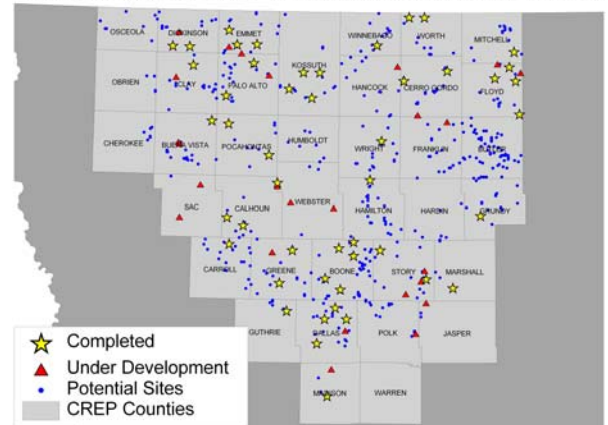 OSCEOLA DICKINSON EMMET WINNEBAGO WORTH MITCHELL
KOSSUTH
OBRIEN CLAY PALO ALTO HANCOCK CERRO GORDO FLOYD
CHEROKEE BUENA VISTA POCAHONTAS HUMBOLDT WRIGHT FRANKLIN BUTLER
SAC CALHOUN WEBSTER HAMILTON HARDIN GRUNDY
CARROLL GREENE BOONE STORY MARSHALL
GUTHRIE DALLAS POLK JASPER
MADISON WARREN
Completed
Under Development
Potential Sites
CREP Counties